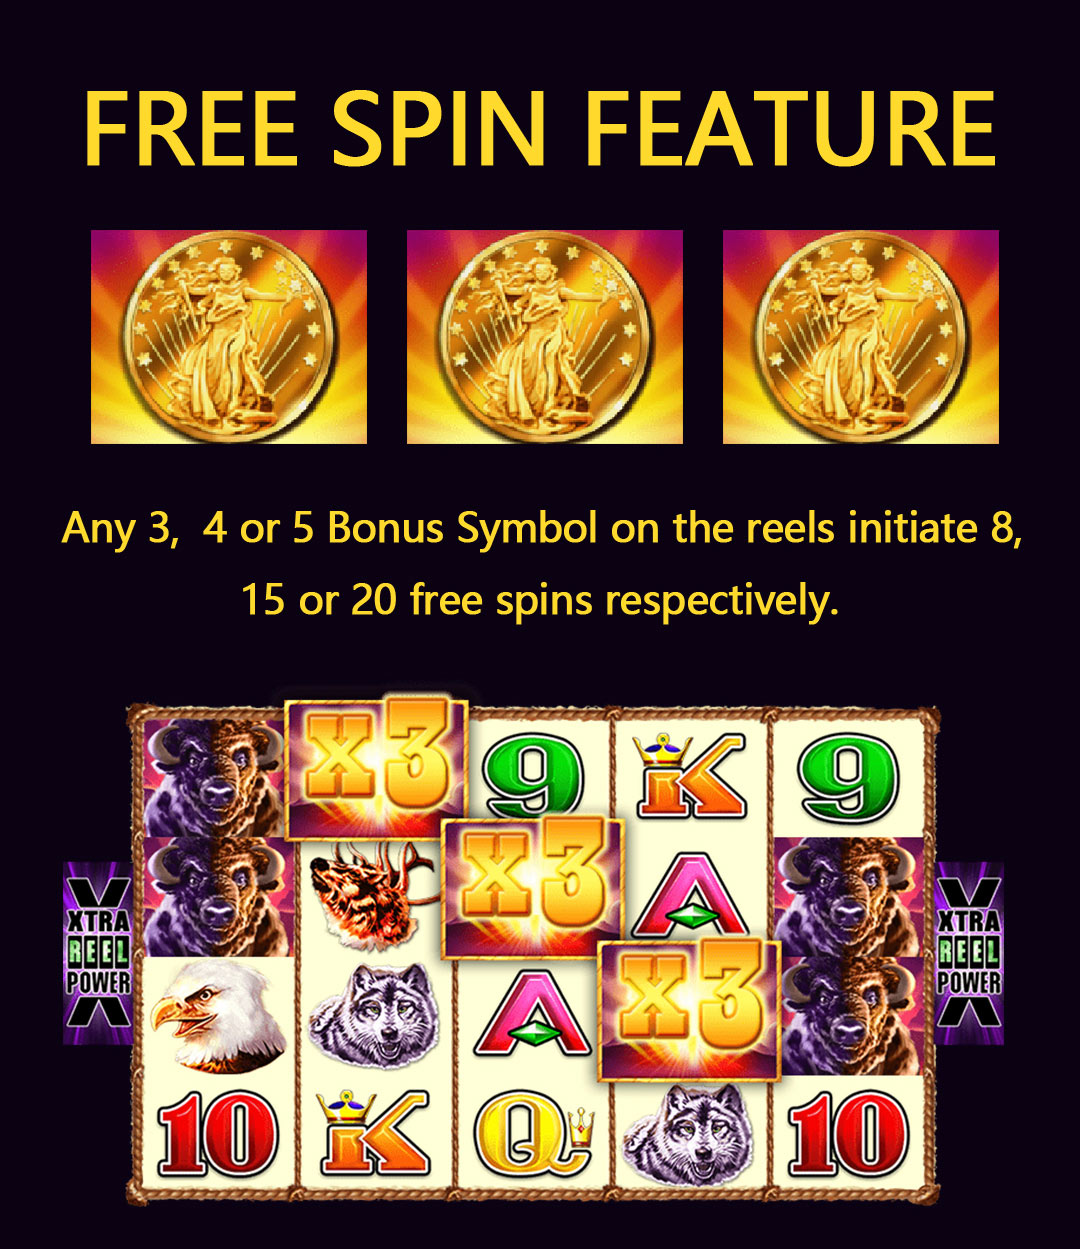 FREE SPIN FEATURE
Any 3,  4 or 5 Bonus Symbol on the reels initiate 8,
15 or 20 free spins respectively.
X3 9 K 9
X3 A
XTRA REEL POWER
XTRA REEL POWER
A X3
10 K Q 10